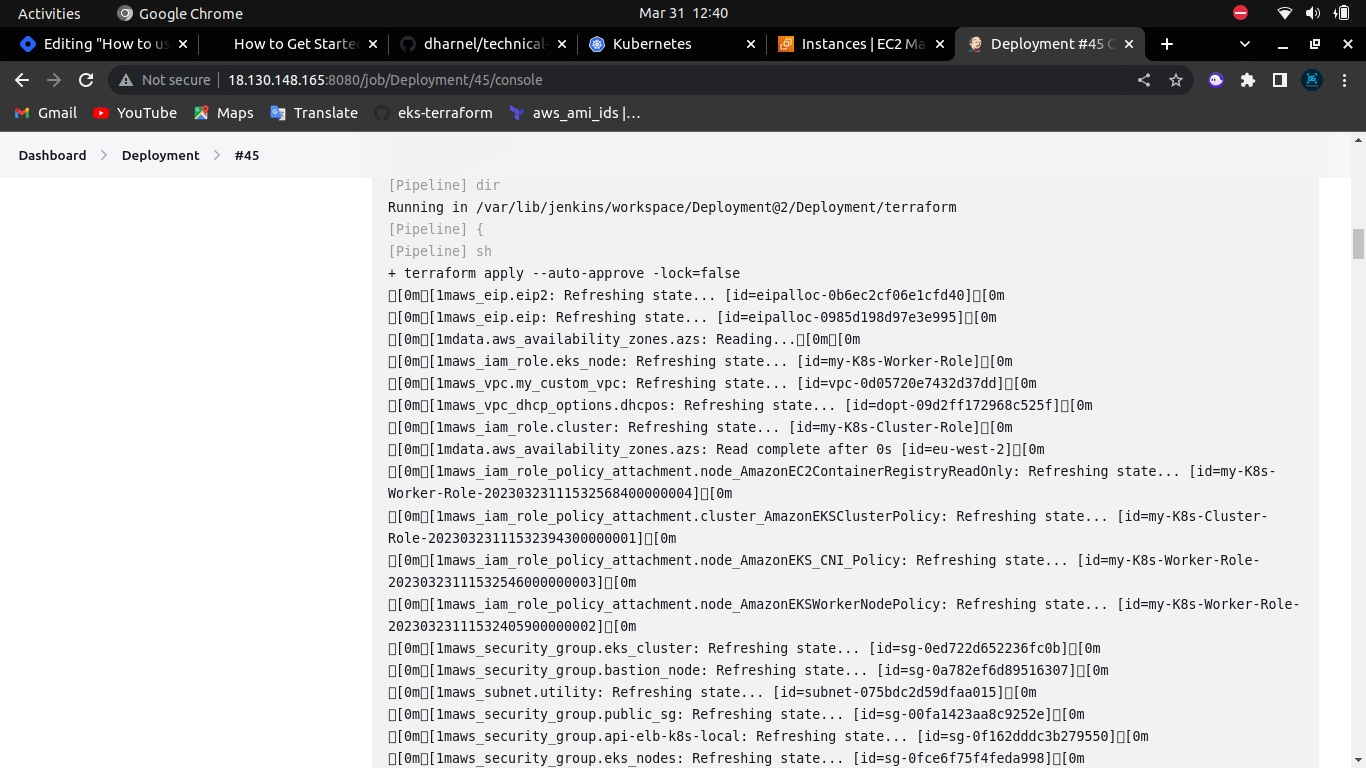 Activities
Google Chrome
Mar 31 12:40
Editing "How to us
How to Get Starte
dharnel/technical-
Kubernetes
Instances | EC2 Ma
Deployment #45 C
Not secure
18.130.148.165:8080/job/Deployment/45/console
Gmail
YouTube
Maps
Translate
eks-terraform
aws_ami_ids |...
Dashboard
Deployment
#45
[Pipeline] dir
Running in /var/lib/jenkins/workspace/Deployment@2/Deployment/terraform
[Pipeline] {
[Pipeline] sh
+ terraform apply --auto-approve -lock=false
[0m[1maws_eip.eip2: Refreshing state... [id=eipalloc-0b6ec2cf06e1cfd40][0m
[0m[1maws_eip.eip: Refreshing state... [id=eipalloc-0985d198d97e3e995][0m
[0m[1mdata.aws_availability_zones.azs: Reading...[0m[0m
[0m[1maws_iam_role.eks_node: Refreshing state... [id=my-K8s-Worker-Role][0m
[0m[1maws_vpc.my_custom_vpc: Refreshing state... [id=vpc-0d05720e7432d37dd][0m
[0m[1maws_vpc_dhcp_options.dhcpos: Refreshing state... [id=dopt-09d2ff172968c525f][0m
[0m[1maws_iam_role.cluster: Refreshing state... [id=my-K8s-Cluster-Role][0m
[0m[1mdata.aws_availability_zones.azs: Read complete after 0s [id=eu-west-2][0m
[0m[1maws_iam_role_policy_attachment.node_AmazonEC2ContainerRegistryReadOnly: Refreshing state... [id=my-K8s-
Worker-Role-20230323111532568400000004][0m
[0m[1maws_iam_role_policy_attachment.cluster_AmazonEKSClusterPolicy: Refreshing state... [id=my-K8s-Cluster-
Role-20230323111532394300000001][0m
[0m[1maws_iam_role_policy_attachment.node_AmazonEKS_CNI_Policy: Refreshing state... [id=my-K8s-Worker-Role-
20230323111532546000000003][0m
[0m[1maws_iam_role_policy_attachment.node_AmazonEKSWorkerNodePolicy: Refreshing state... [id=my-K8s-Worker-Role-
20230323111532405900000002][0m
[0m[1maws_security_group.eks_cluster: Refreshing state... [id=sg-0ed722d652236fc0b][0m
[0m[1maws_security_group.bastion_node: Refreshing state... [id=sg-0a782ef6d89516307][0m
[0m[1maws_subnet.utility: Refreshing state... [id=subnet-075bdc2d59dfaa015][0m
[0m[1maws_security_group.public_sg: Refreshing state... [id=sg-00fa1423aa8c9252e][0m
[0m[1maws_security_group.api-elb-k8s-local: Refreshing state... [id=sg-0f162dddc3b279550][0m
[0m[1maws_security_group.eks_nodes: Refreshing state... [id=sg-0fce6f75f4feda998][0m